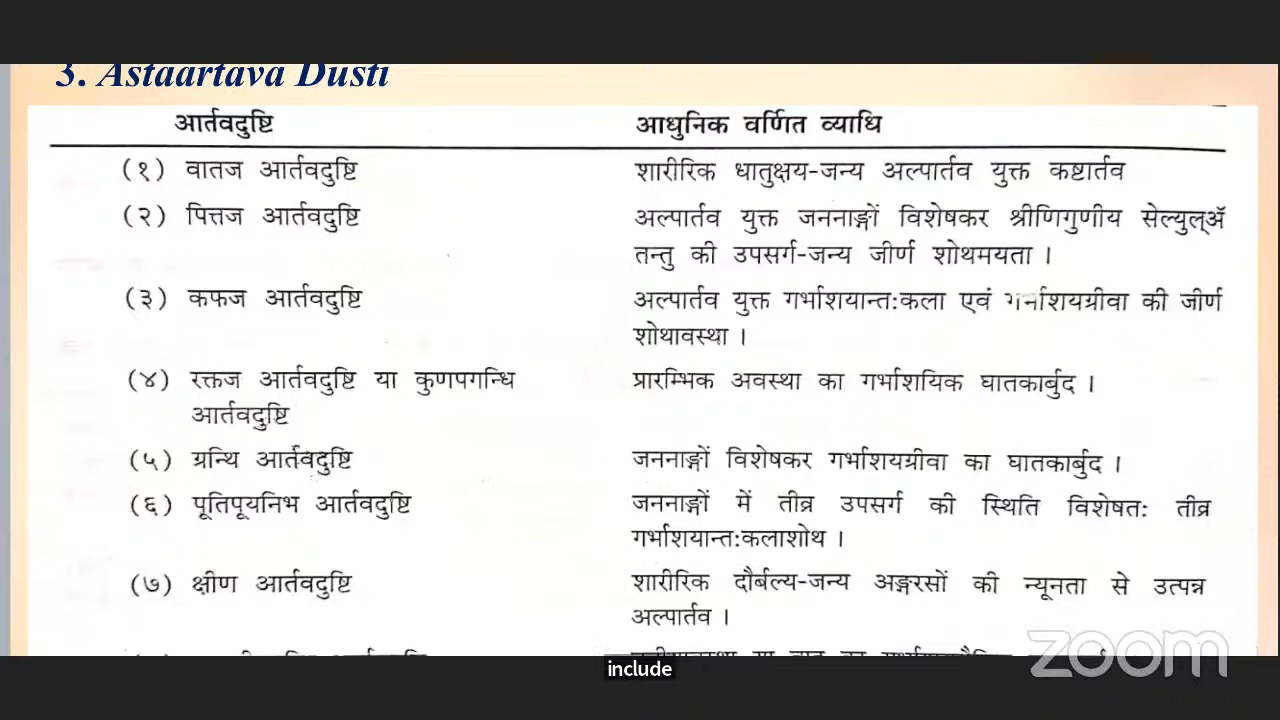 3. Astaartava Dusti
आर्तवदुष्टि आधुनिक वर्णित व्याधि
(१) वातज आर्तवदुष्टि शारीरिक धातुक्षय-जन्य अल्पार्तव युक्त कष्टार्तव
(२) पित्तज आर्तवदुष्टि अल्पार्तव युक्त जननाङ्गों विशेषकर श्रीणिगुणीय सेल्युल्अॅ
तन्तु की उपसर्ग-जन्य जीर्ण शोथमयता ।
(३) कफज आर्तवदुष्टि अल्पार्तव युक्त गर्भाशयान्तःकला एवं गर्भाशयग्रीवा की जीर्ण
शोथावस्था ।
(४) रक्तज आर्तवदुष्टि या कुणपगन्धि प्रारम्भिक अवस्था का गर्भाशयिक घातकार्बुद ।
आर्तवदुष्टि
(५) ग्रन्थि आर्तवदुष्टि जननाङ्गों विशेषकर गर्भाशयग्रीवा का घातकार्बुद ।
(६) पूतिपूयनिभ आर्तवदुष्टि जननाङ्गों में तीव्र उपसर्ग की स्थिति विशेषतः तीव्र
गर्भाशयान्तःकलाशोथ ।
(७) क्षीण आर्तवदुष्टि शारीरिक दौर्बल्य-जन्य अङ्गरसों की न्यूनता से उत्पन्न
अल्पार्तव ।
zoom
include